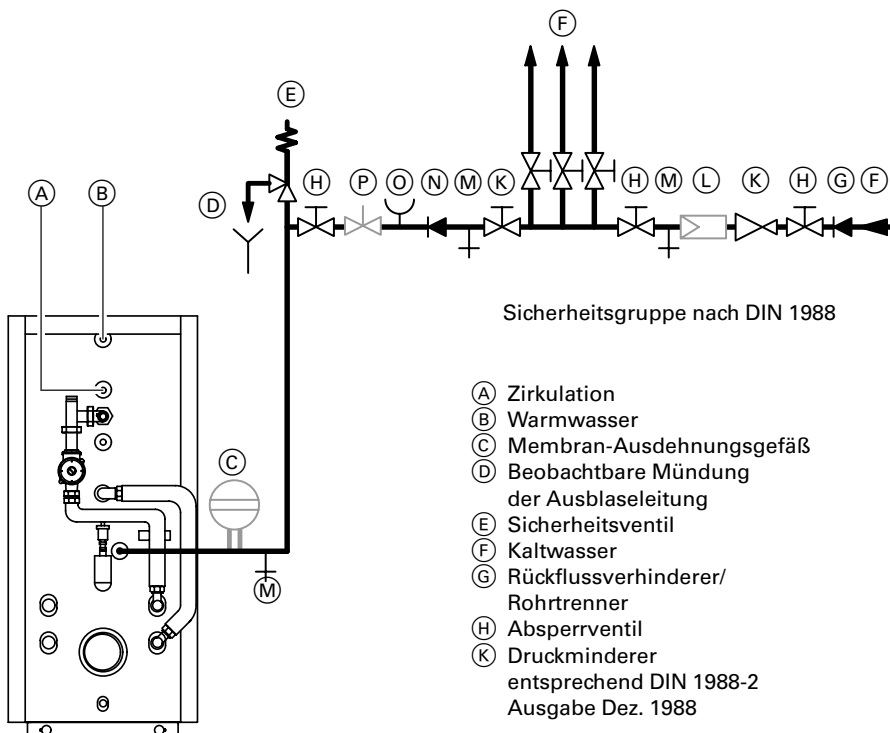 F
E
A B D H P O N M K H M L K H G F
Sicherheitsgruppe nach DIN 1988
A Zirkulation
B Warmwasser
C Membran-Ausdehnungsgefäß
D Beobachtbare Mündung
der Ausblaseleitung
E Sicherheitsventil
F Kaltwasser
G Rückflussverhinderer/
Rohrtrenner
H Absperrventil
K Druckminderer
entsprechend DIN 1988-2
Ausgabe Dez. 1988
C
M